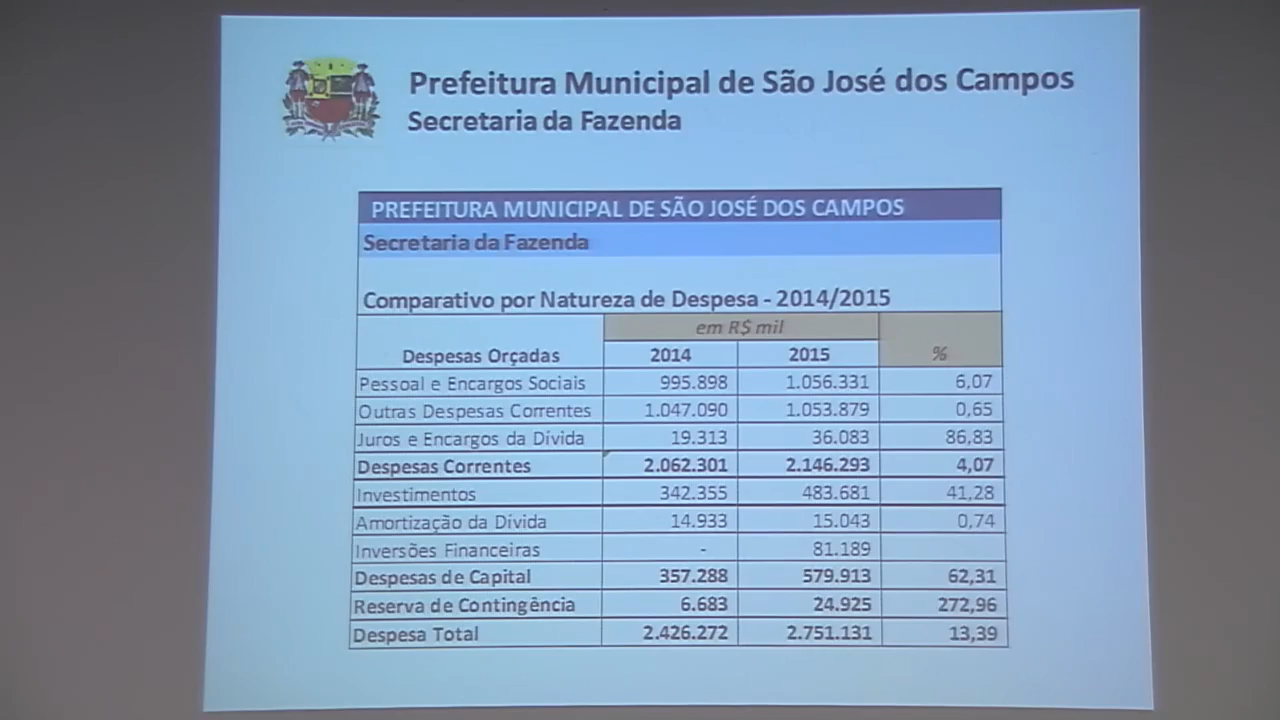 Prefeitura Municipal de São José dos Campos
Secretaria da Fazenda
PREFEITURA MUNICIPAL DE SÃO JOSÉ DOS CAMPOS
Secretaria da Fazenda
Comparativo por Natureza de Despesa - 2014/2015
em R$ mil
Despesas Orçadas 2014 2015 %
Pessoal e Encargos Sociais 995.898 1.056.331 6,07
Outras Despesas Correntes 1.047.090 1.053.879 0,65
Juros e Encargos da Dívida 19.313 36.083 86,83
Despesas Correntes 2.062.301 2.146.293 4,07
Investimentos 342.355 483.681 41,28
Amortização da Dívida 14.933 15.043 0,74
Inversões Financeiras - 81.189
Despesas de Capital 357.288 579.913 62,31
Reserva de Contingência 6.683 24.925 272,96
Despesa Total 2.426.272 2.751.131 13,39